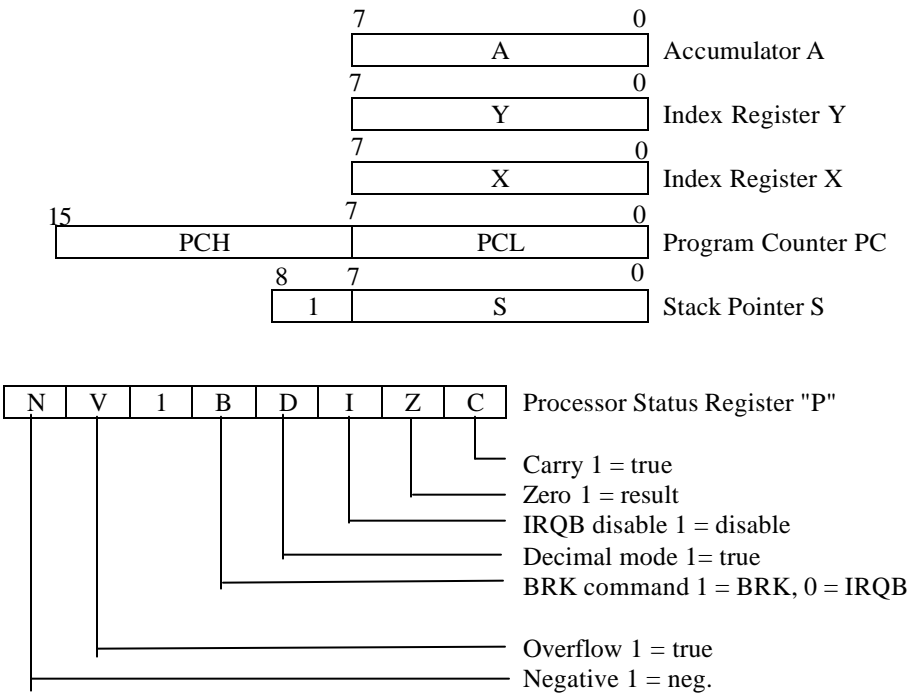 7 0
A Accumulator A
7 0
Y Index Register Y
7 0
X Index Register X
15 7 0
PCH PCL Program Counter PC
8 7 0
1 S Stack Pointer S
N V 1 B D I Z C Processor Status Register "P"
Carry 1 = true
Zero 1 = result
IRQB disable 1 = disable
Decimal mode 1= true
BRK command 1 = BRK, 0 = IRQB
Overflow 1 = true
Negative 1 = neg.